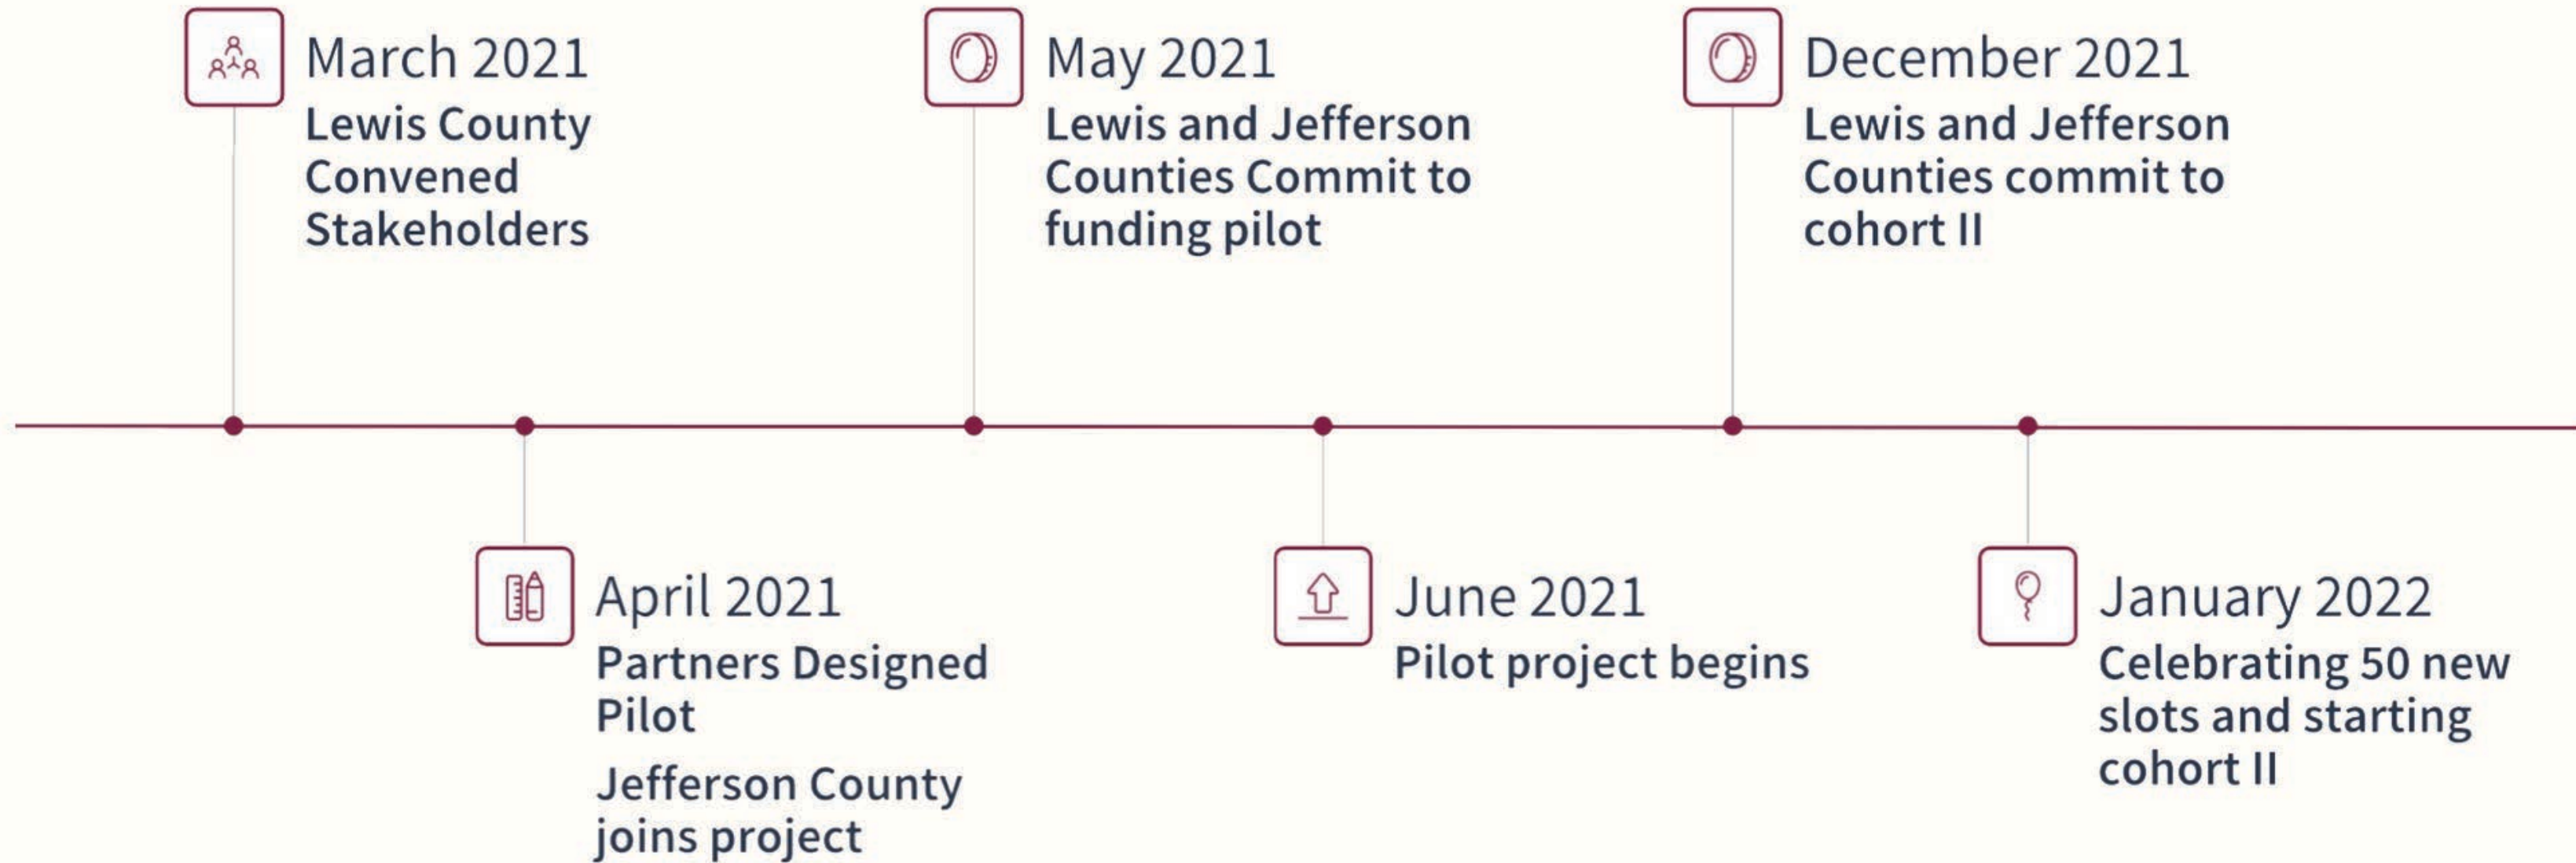 March 2021
Lewis County
Convened
Stakeholders
April 2021
Partners Designed
Pilot
Jefferson County
joins project
May 2021
Lewis and Jefferson
Counties Commit to
funding pilot
June 2021
Pilot project begins
December 2021
Lewis and Jefferson
Counties commit to
cohort II
January 2022
Celebrating 50 new
slots and starting
cohort II